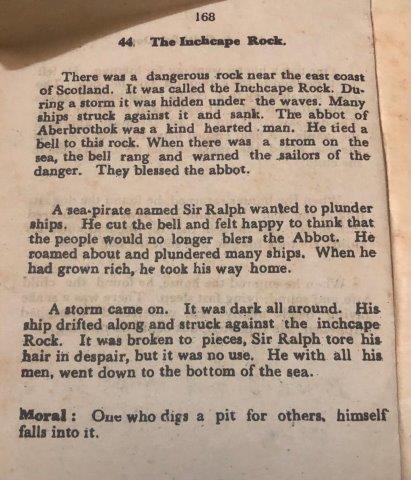 168
44. The Inchcape Rock.
There was a dangerous rock near the east coast
of Scotland. It was called the Inchcape Rock. Du-
ring a storm it was hidden under the waves. Many
ships struck against it and sank. The abbot of
Aberbrothok was a kind hearted man. He tied a
bell to this rock. When there was a strom on the
sea, the bell rang and warned the sailors of the
danger. They blessed the abbot.
A sea-pirate named Sir Ralph wanted to plunder
ships. He cut the bell and felt happy to think that
the people would no longer blers the Abbot. He
roamed about and plundered many ships. When he
had grown rich, he took his way home.
A storm came on. It was dark all around. His
ship drifted along and struck against the inchcape
Rock. It was broken to pieces, Sir Ralph tore his
hair in despair, but it was no use. He with all his
men, went down to the bottom of the sea.
Moral : One who digs a pit for others, himself
falls into it.